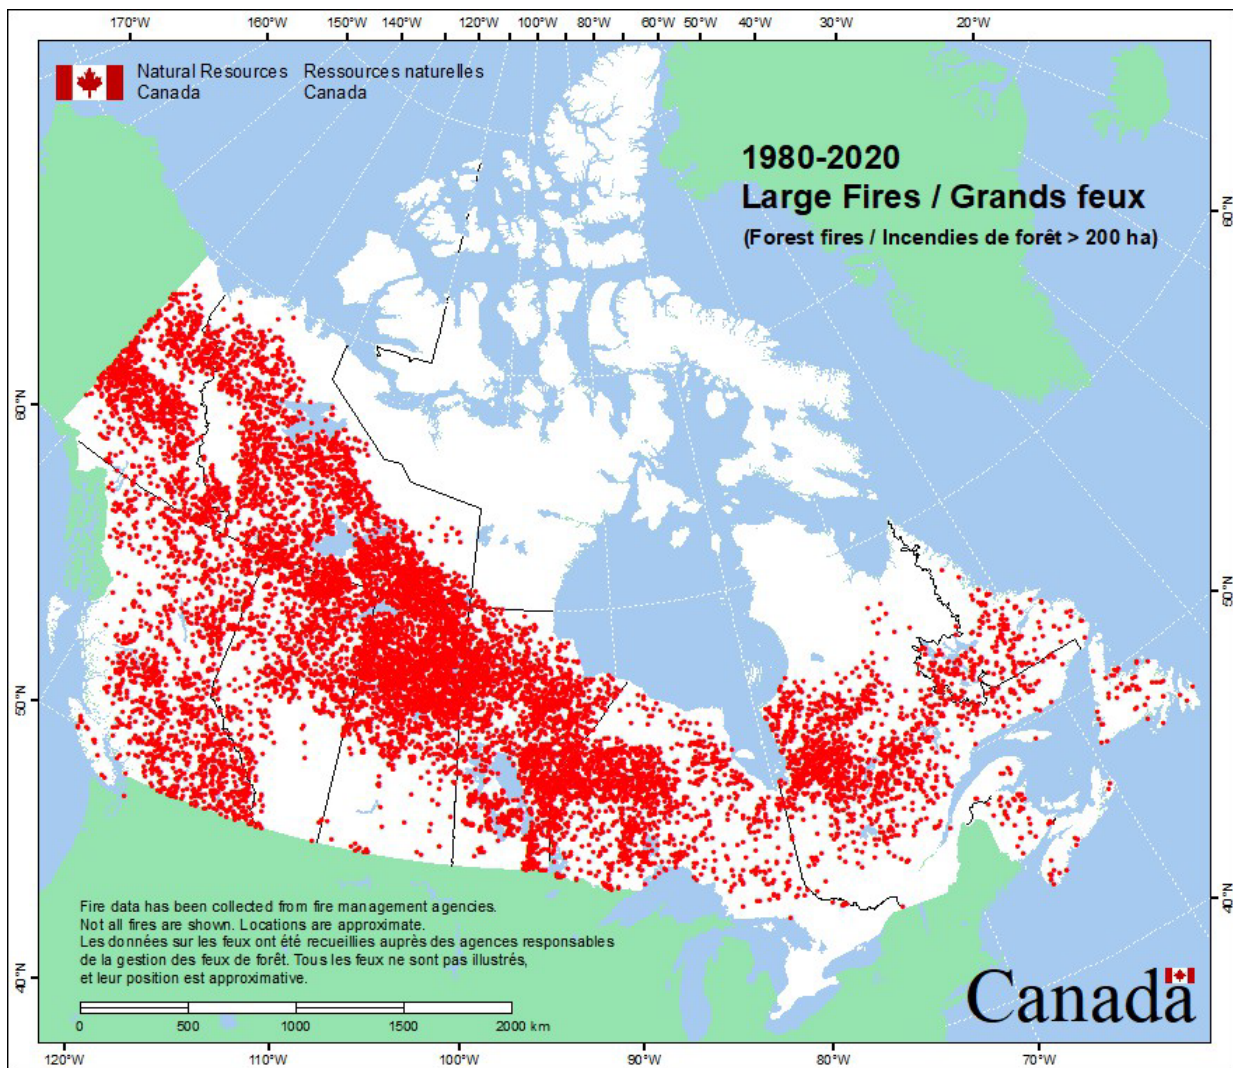 170°W 160°W 150°W 140°W 120°W 110°W 100°W 90°W 80°W 60°W 50°W 40°W 30°W 20°W
Natural Resources Ressources naturelles
Canada Canada
1980-2020
Large Fires / Grands feux
(Forest fires / Incendies de forêt > 200 ha)
60°N
60°N
50°N
50°N
40°N
40°N
Fire data has been collected from fire management agencies.
Not all fires are shown. Locations are approximate.
Les données sur les feux ont été recueillies auprès des agences responsables
de la gestion des feux de forêt. Tous les feux ne sont pas illustrés,
et leur position est approximative.
0 500 1000 1500 2000 km
Canada
120°W 110°W 100°W 90°W 80°W 70°W